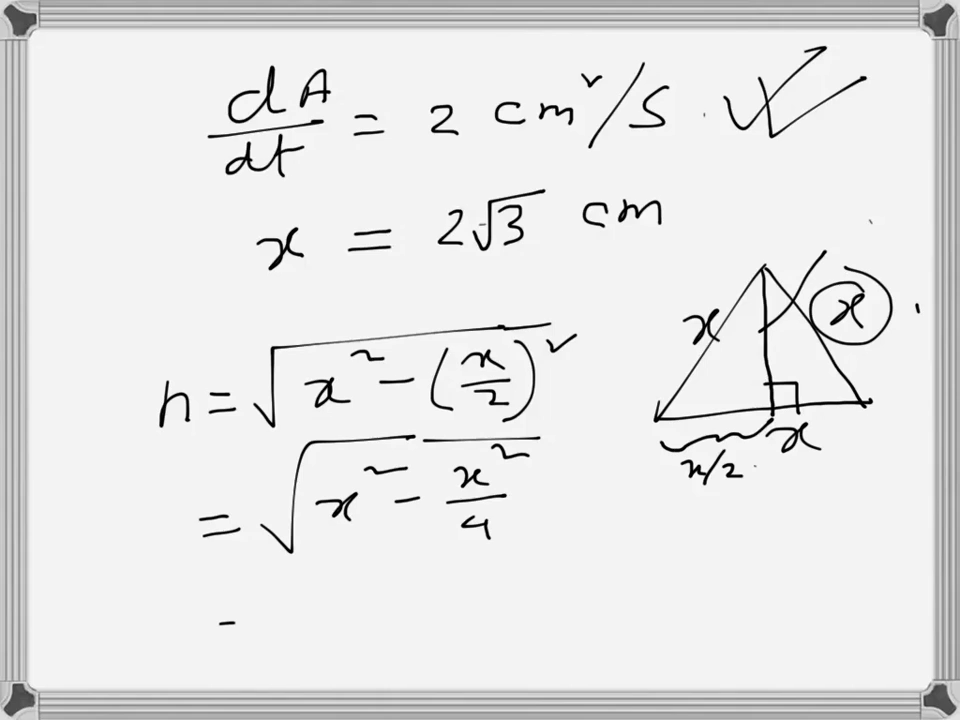 dA/dt = 2 cm²/s
x = 2√3 cm
h = √(x² − (x/2)²)
= √(x² − x²/4)
=
x
x
x/2
x